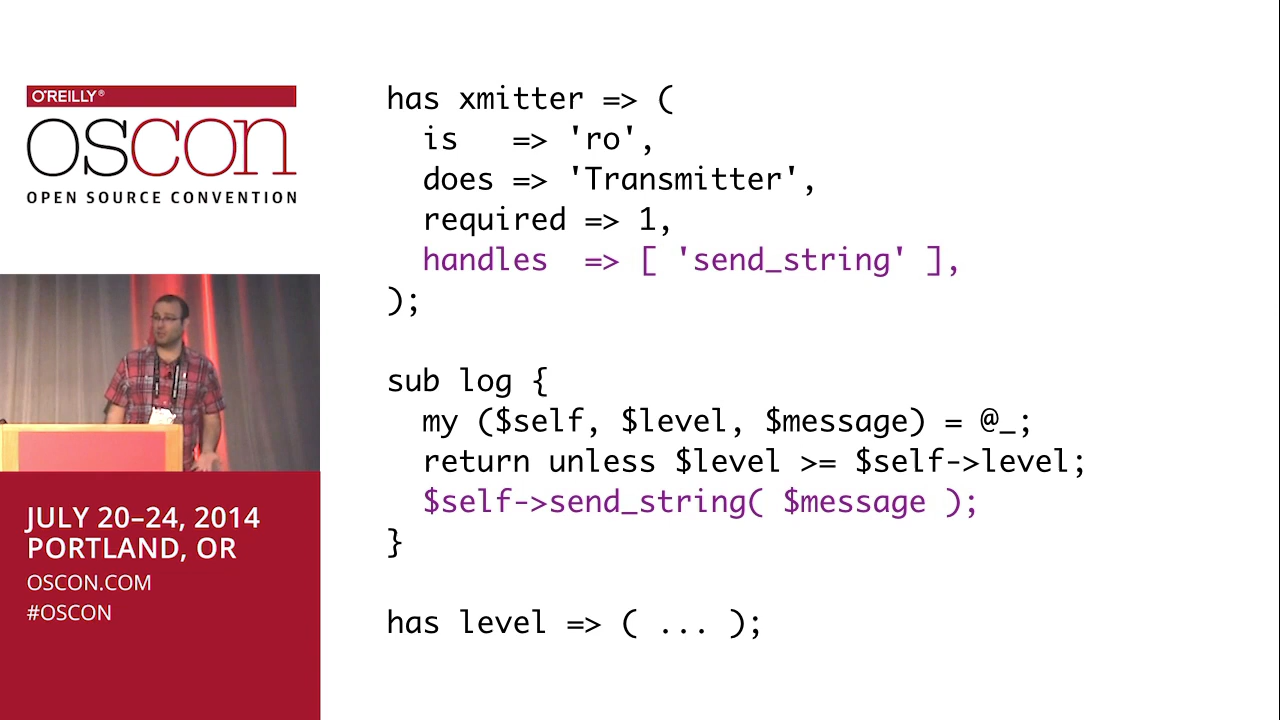 O'REILLY®
OSCON
OPEN SOURCE CONVENTION
JULY 20–24, 2014
PORTLAND, OR
OSCON.COM
#OSCON
has xmitter => (
  is   => 'ro',
  does => 'Transmitter',
  required => 1,
  handles  => [ 'send_string' ],
);

sub log {
  my ($self, $level, $message) = @_;
  return unless $level >= $self->level;
  $self->send_string( $message );
}

has level => ( ... );